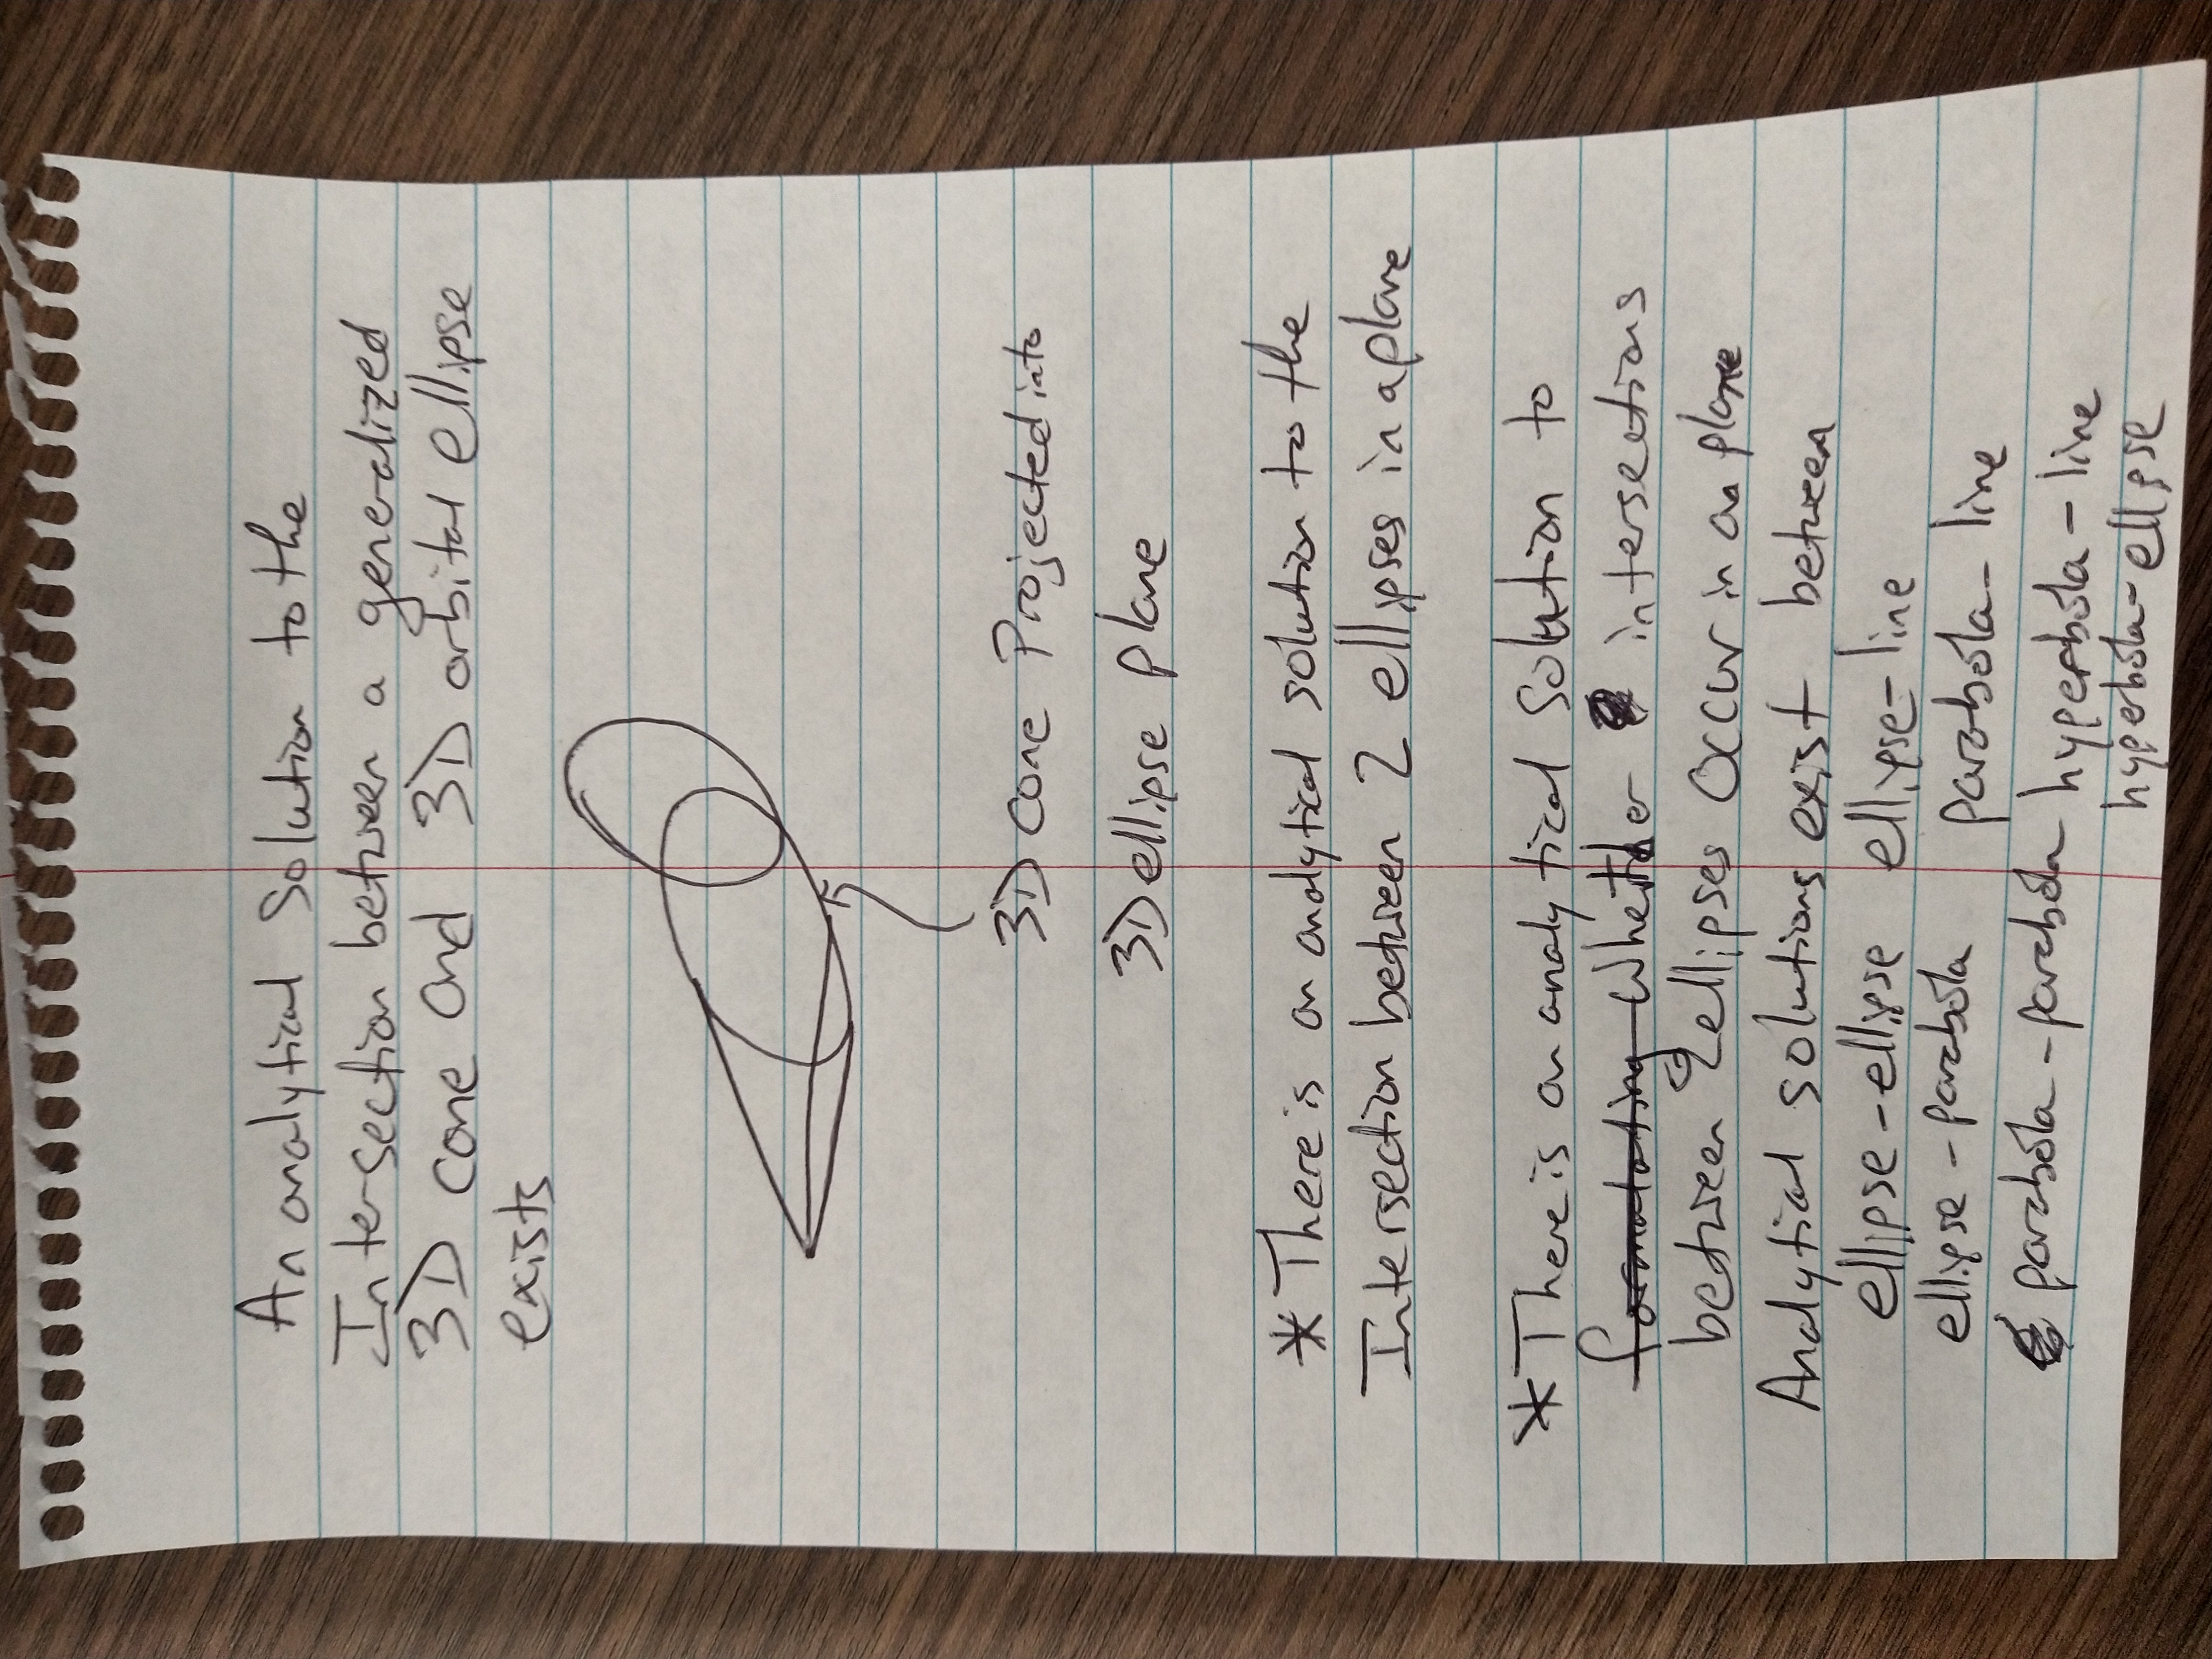 An analytical Solution to the
Intersection between a generalized
3D cone and 3D orbital ellipse
exists
3D cone Projected into
3D ellipse plane
* There is an analytical solution to the
Intersection between 2 ellipses in a plane
* There is an analytical solution to
formulating Whether intersections
between 2 ellipses occur in a plane
Analytical solutions exist between
ellipse-ellipse ellipse-line
ellipse-parabola parabola-line
parabola-parabola hyperbola-line
hyperbola-ellipse